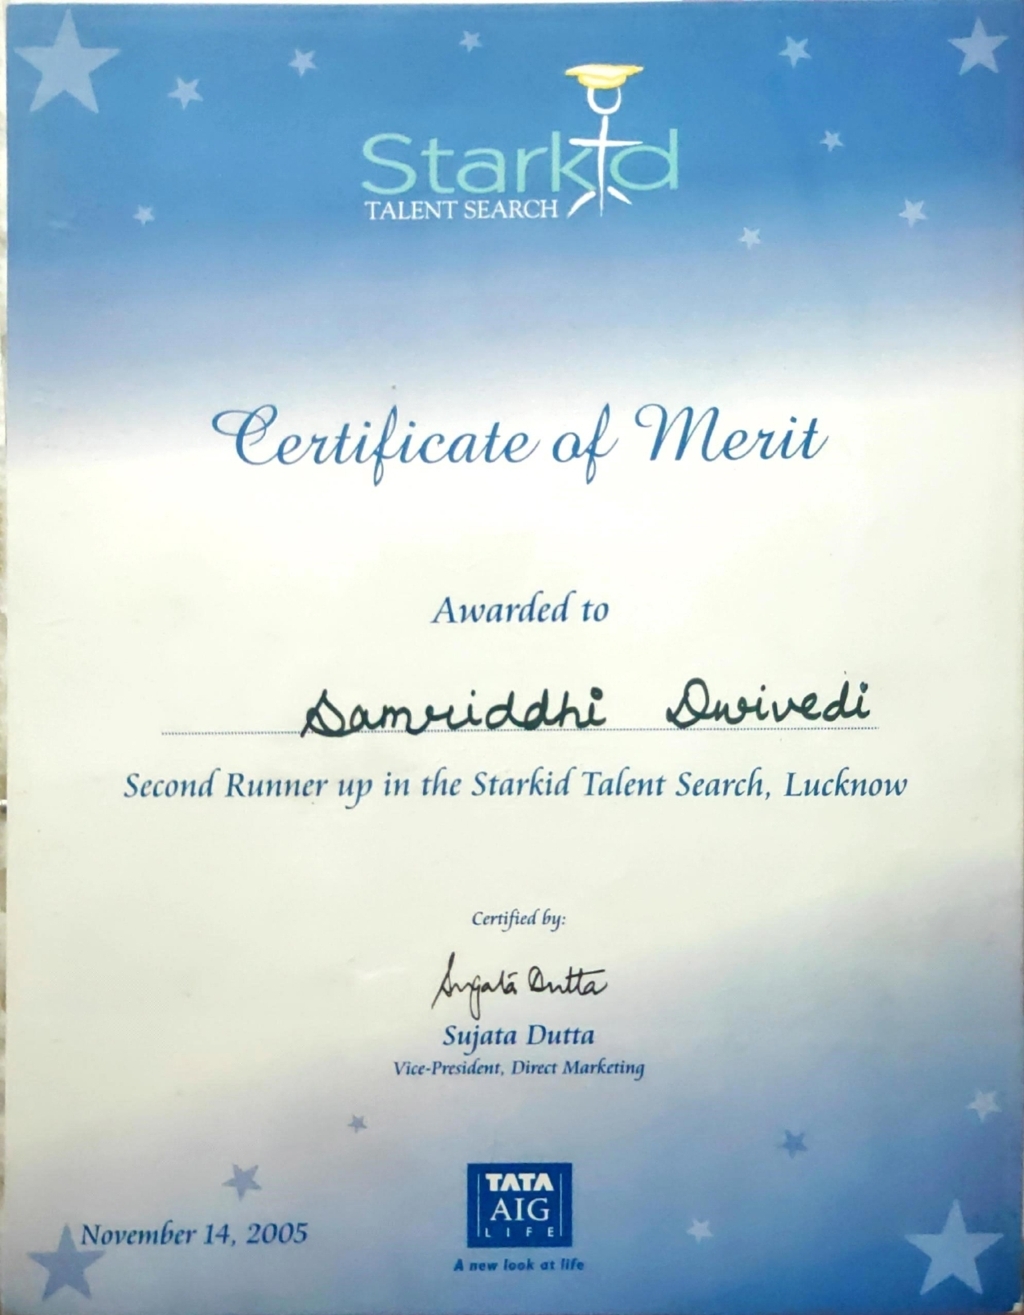 Starkid
TALENT SEARCH
Certificate of Merit
Awarded to
Samriddhi Dwivedi
Second Runner up in the Starkid Talent Search, Lucknow
Certified by:
Sujata Dutta
Sujata Dutta
Vice-President, Direct Marketing
November 14, 2005
TATA
AIG
LIFE
A new look at life